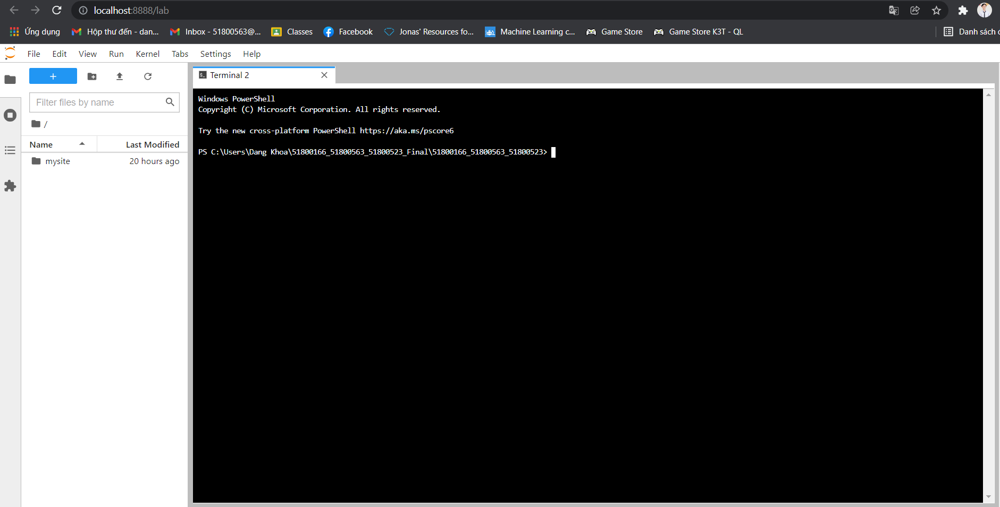 localhost:8888/lab
Ứng dụng
Hộp thư đến - dan...
Inbox - 51800563@...
Classes
Facebook
Jonas' Resources fo...
Machine Learning c...
Game Store
Game Store K3T - QL
Danh sách
File Edit View Run Kernel Tabs Settings Help
+
Filter files by name
/
Name Last Modified
mysite 20 hours ago
$_ Terminal 2
Windows PowerShell
Copyright (C) Microsoft Corporation. All rights reserved.
Try the new cross-platform PowerShell https://aka.ms/pscore6
PS C:\Users\Dang Khoa\51800166_51800563_51800523_Final\51800166_51800563_51800523>